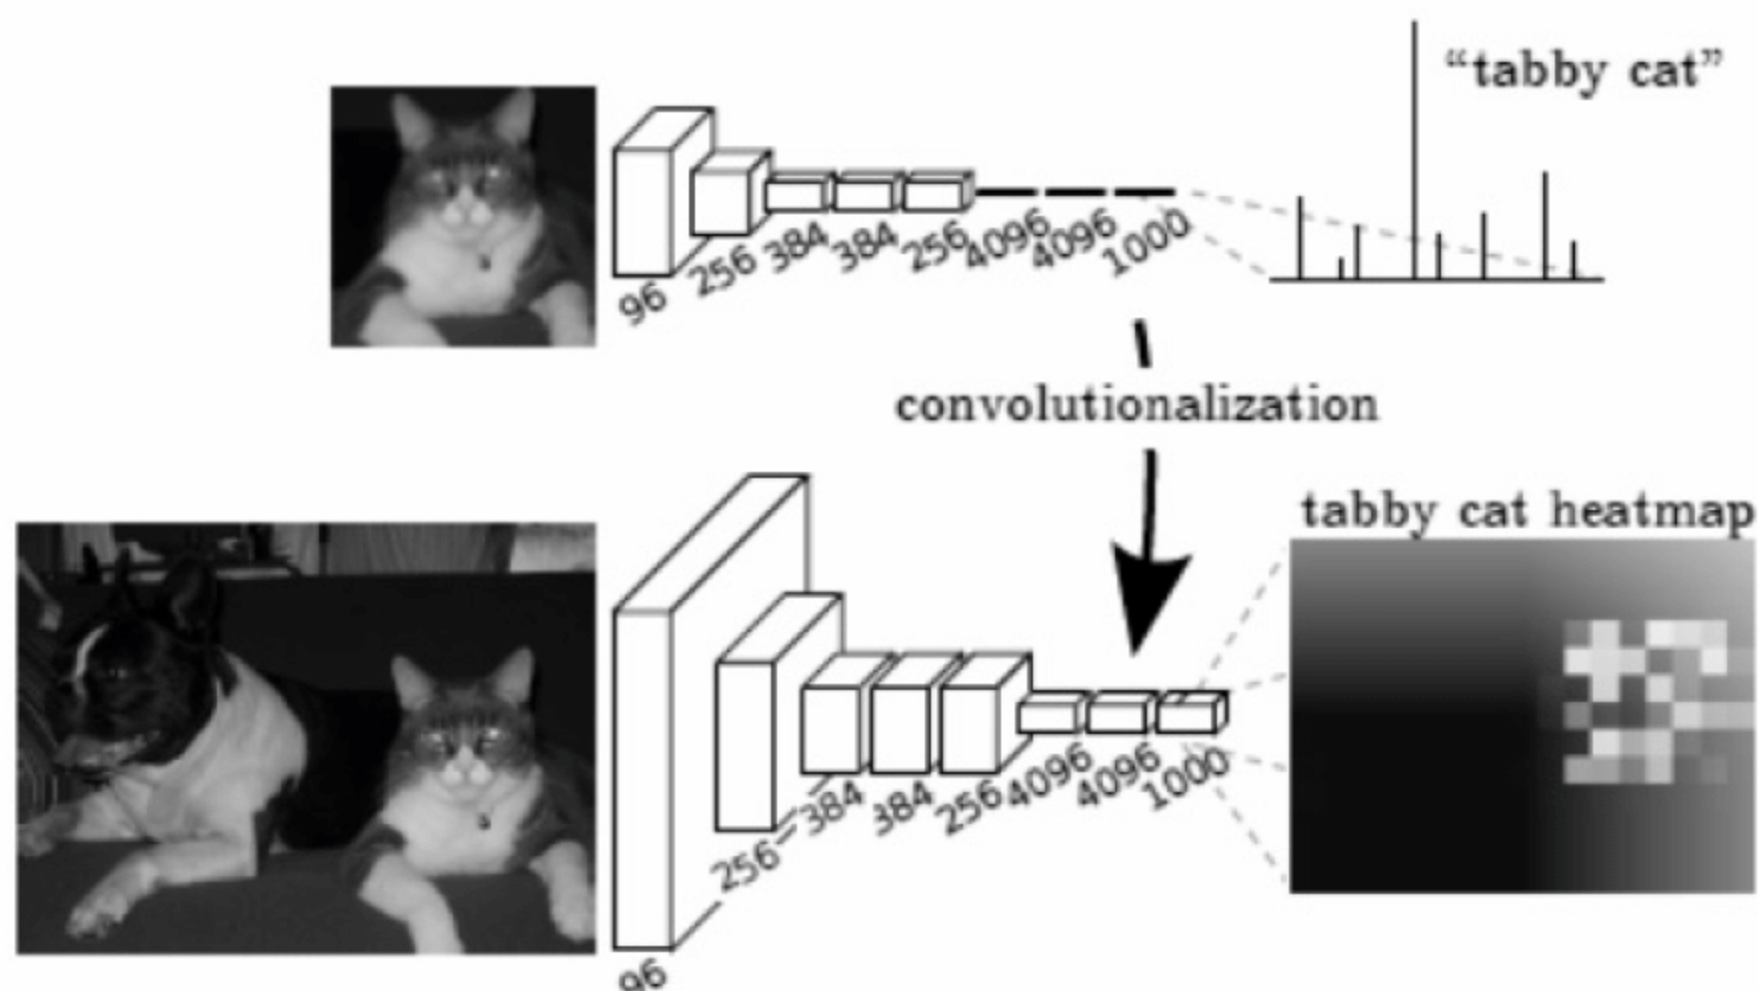 “tabby cat”
96 256 384 384 256 4096 4096 1000
convolutionalization
tabby cat heatmap
96 256 384 384 256 4096 4096 1000